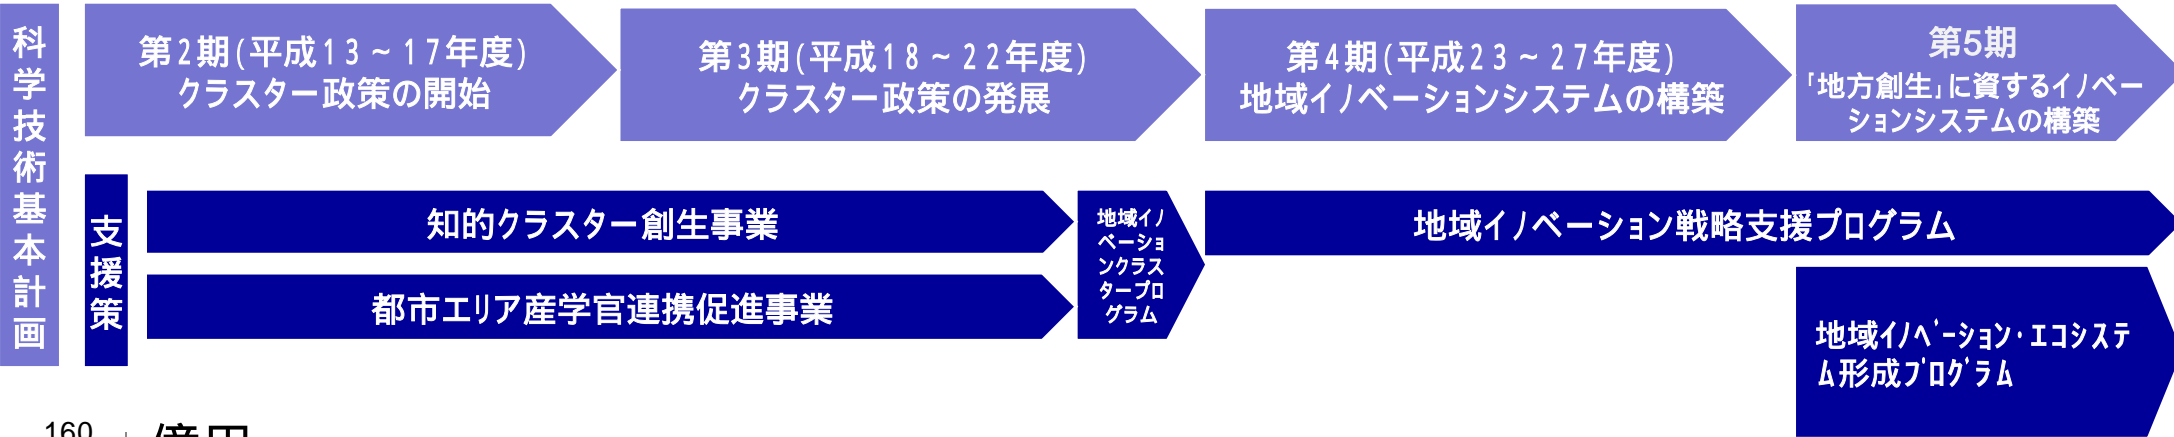 科学技術基本計画
第2期(平成13~17年度)
クラスター政策の開始
第3期(平成18~22年度)
クラスター政策の発展
第4期(平成23~27年度)
地域イノベーションシステムの構築
第5期
「地方創生」に資するイノベー
ションシステムの構築
支援策
知的クラスター創生事業
都市エリア産学官連携促進事業
地域イノ
ベーショ
ンクラス
タープロ
グラム
地域イノベーション戦略支援プログラム
地域ｲﾉﾍﾞｰｼｮﾝ･ｴｺｼｽﾃ
ﾑ形成ﾌﾟﾛｸﾞﾗﾑ
160
億円